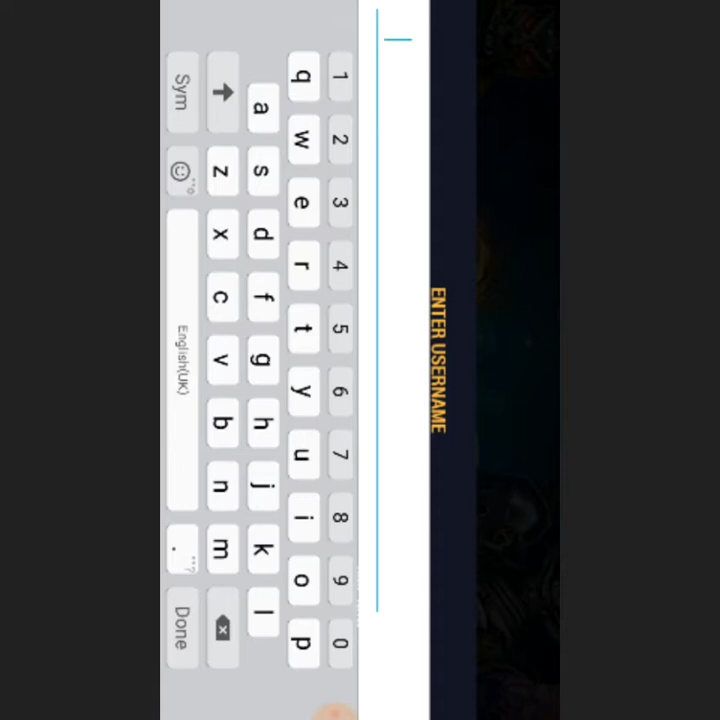 ENTER USERNAME
1 2 3 4 5 6 7 8 9 0
q w e r t y u i o p
a s d f g h j k l
z x c v b n m
Sym English(UK) . Done